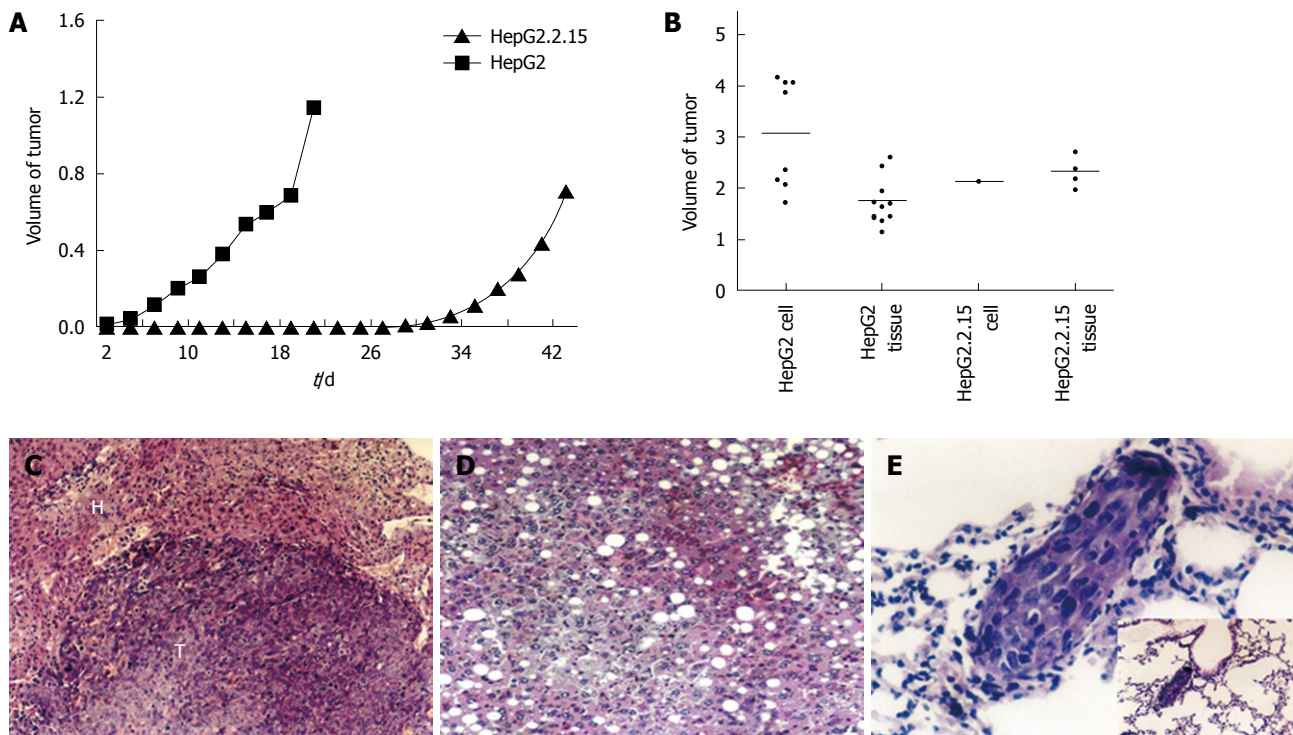 A
1.6
1.2
0.8
0.4
0.0
Volume of tumor
2
10
18
26
34
42
t/d
HepG2.2.15
HepG2
B
5
4
3
2
1
0
Volume of tumor
HepG2 cell
HepG2
tissue
HepG2.2.15
cell
HepG2.2.15
tissue
C
H
T
D
E